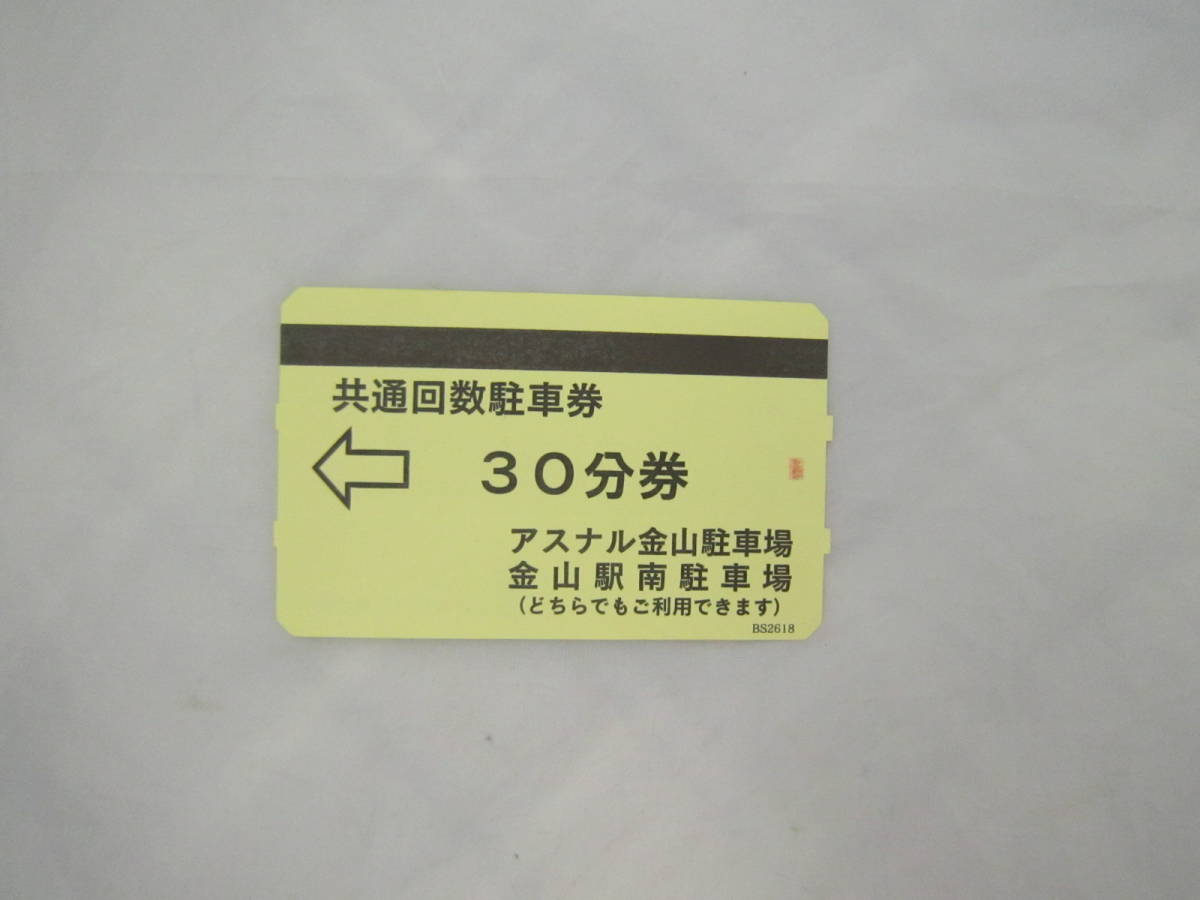 共通回数駐車券
３０分券
アスナル金山駐車場
金山駅南駐車場
（どちらでもご利用できます）
BS2618